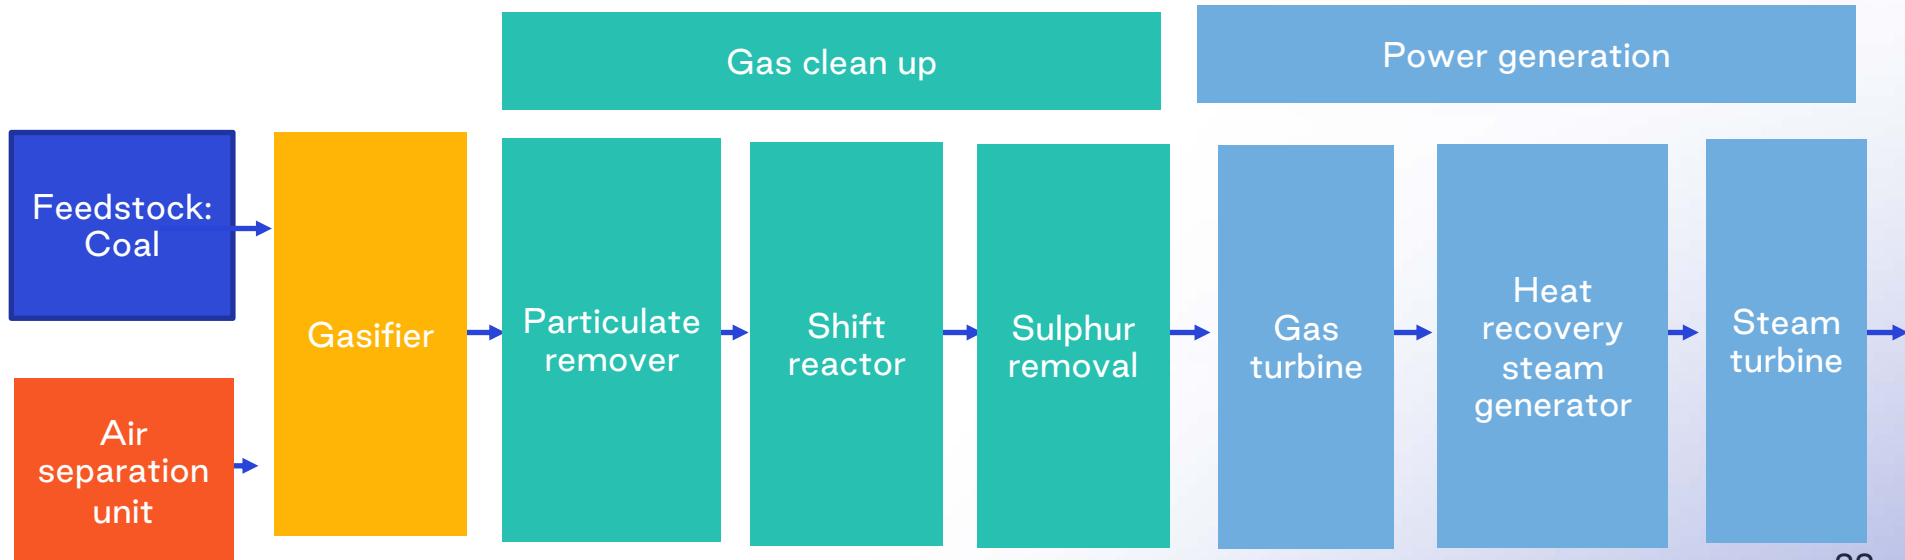 Gas clean up
Power generation
Feedstock:
Coal
Air
separation
unit
Gasifier
Particulate
remover
Shift
reactor
Sulphur
removal
Gas
turbine
Heat
recovery
steam
generator
Steam
turbine